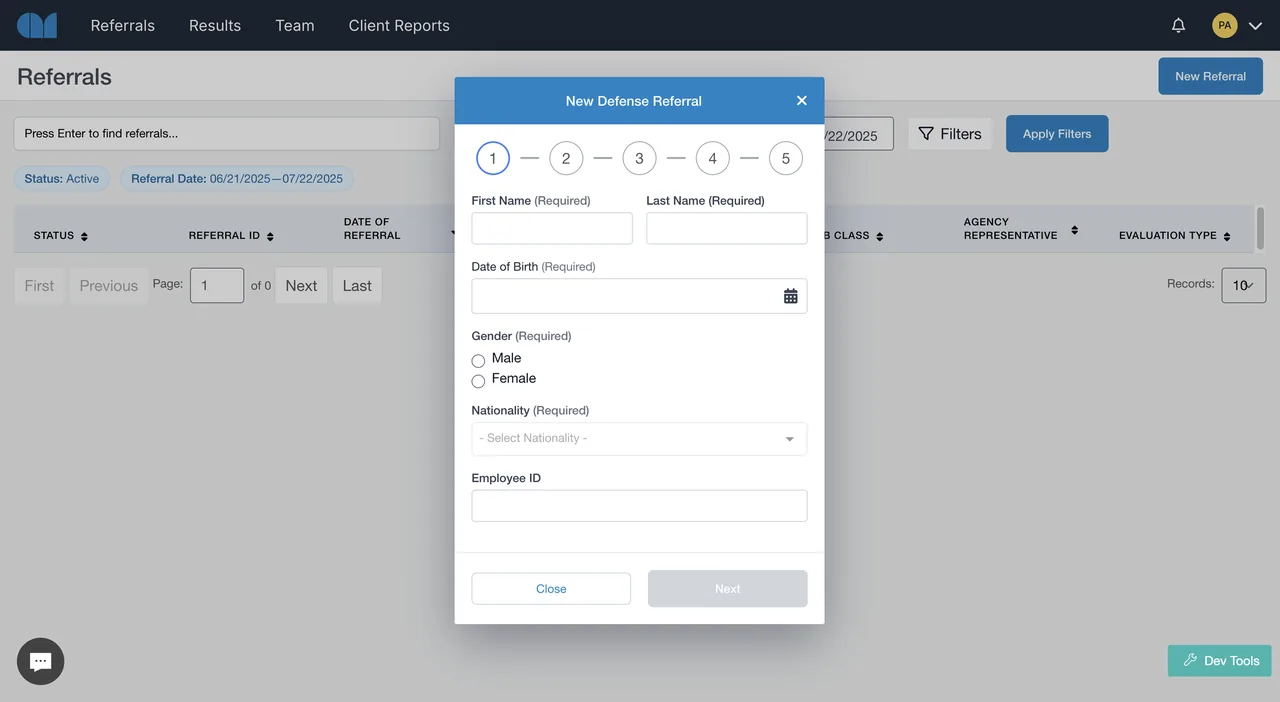 Referrals Results Team Client Reports PA
Referrals
New Referral
New Defense Referral
Press Enter to find referrals...
/22/2025
Filters
Apply Filters
Status: Active
Referral Date: 06/21/2025—07/22/2025
1 2 3 4 5
First Name (Required)
Last Name (Required)
STATUS
REFERRAL ID
DATE OF
REFERRAL
B CLASS
AGENCY
REPRESENTATIVE
EVALUATION TYPE
First
Previous
Page:
1
of 0
Next
Last
Records:
10
Date of Birth (Required)
Gender (Required)
Male
Female
Nationality (Required)
- Select Nationality -
Employee ID
Close
Next
Dev Tools